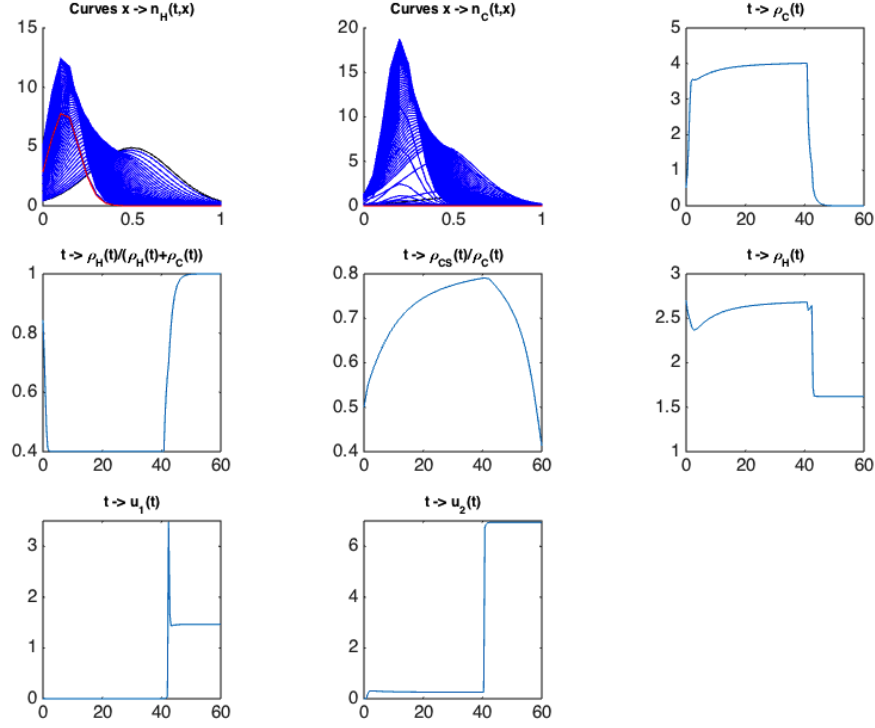 Curves x -> n_H(t,x)
15
10
5
0
0 0.5 1
Curves x -> n_C(t,x)
20
15
10
5
0
0 0.5 1
t -> ρ_C(t)
5
4
3
2
1
0
0 20 40 60
t -> ρ_H(t)/(ρ_H(t)+ρ_C(t))
1
0.8
0.6
0.4
0 20 40 60
t -> ρ_CS(t)/ρ_C(t)
0.8
0.7
0.6
0.5
0.4
0 20 40 60
t -> ρ_H(t)
3
2.5
2
1.5
1
0 20 40 60
t -> u_1(t)
3
2
1
0
0 20 40 60
t -> u_2(t)
6
4
2
0
0 20 40 60